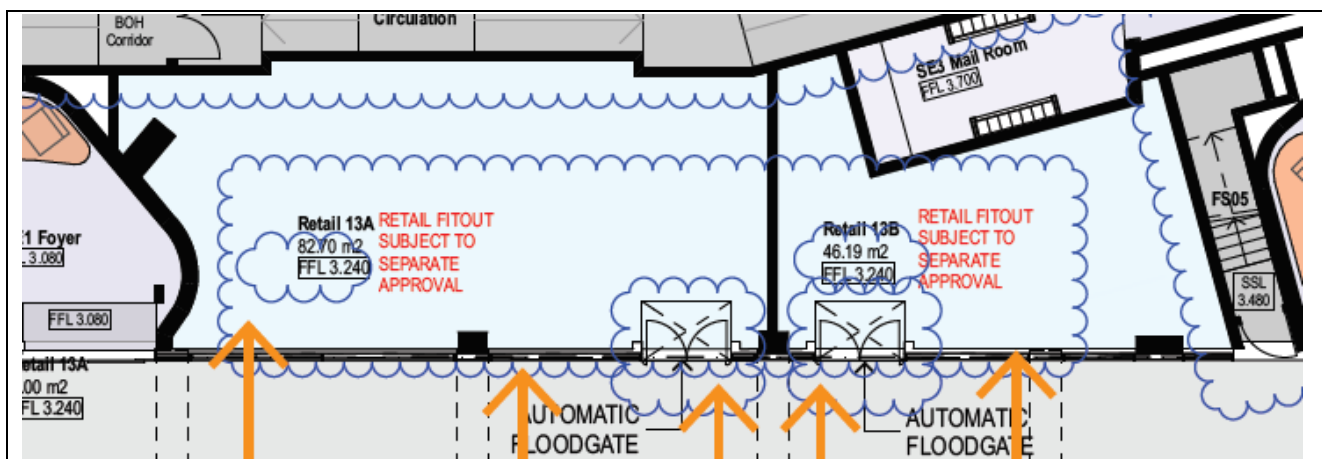 BOH
Corridor
Circulation
SE3 Mail Room
FFL 3.700
Retail 13A
82.70 m2
FFL 3.240
RETAIL FITOUT
SUBJECT TO
SEPARATE
APPROVAL
Retail 13B
46.19 m2
FFL 3.240
RETAIL FITOUT
SUBJECT TO
SEPARATE
APPROVAL
FS05
Foyer
3.080
FFL 3.080
SSL
3.480
13A
.00 m2
FL 3.240
AUTOMATIC
FLOODGATE
AUTOMATIC
FLOODGATE